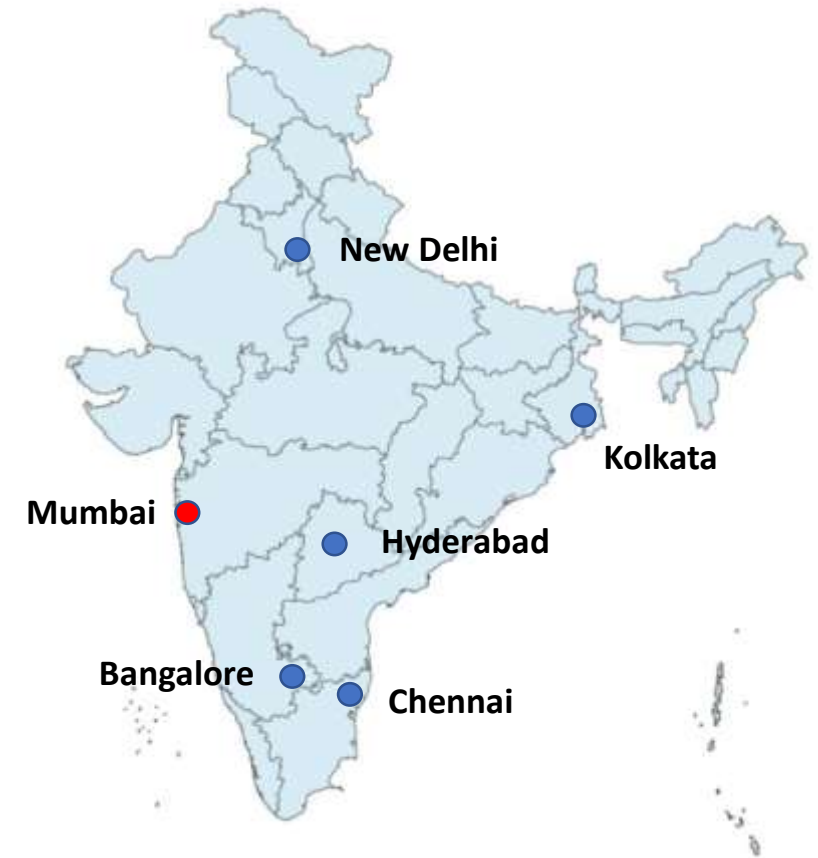 New Delhi
Kolkata
Mumbai
Hyderabad
Bangalore
Chennai